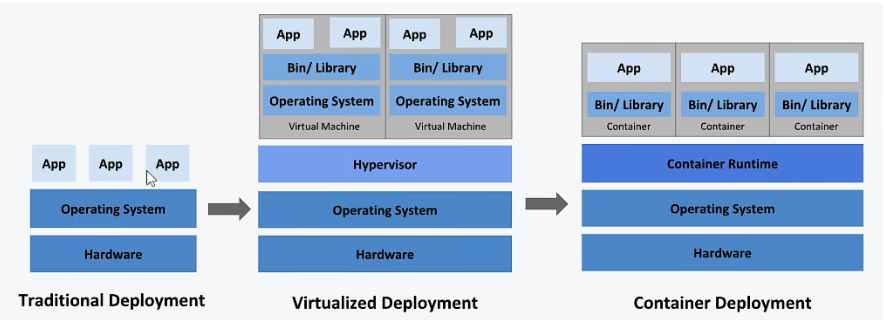 App
App
App
Operating System
Hardware
Traditional Deployment
App
App
App
App
Bin/ Library
Bin/ Library
Operating System
Operating System
Virtual Machine
Virtual Machine
Hypervisor
Operating System
Hardware
Virtualized Deployment
App
App
App
Bin/ Library
Bin/ Library
Bin/ Library
Container
Container
Container
Container Runtime
Operating System
Hardware
Container Deployment